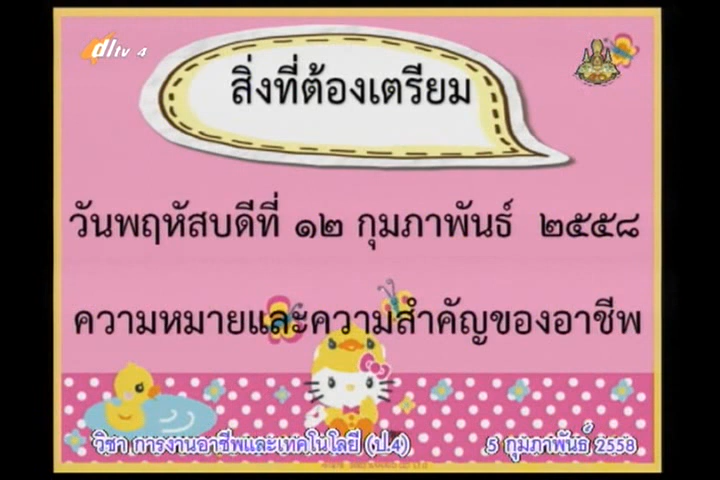 dltv 4
สิ่งที่ต้องเตรียม
วันพฤหัสบดีที่ ๑๒ กุมภาพันธ์ ๒๕๕๘
ความหมายและความสำคัญของอาชีพ
วิชา การงานอาชีพและเทคโนโลยี (ป.4) 5 กุมภาพันธ์ 2558